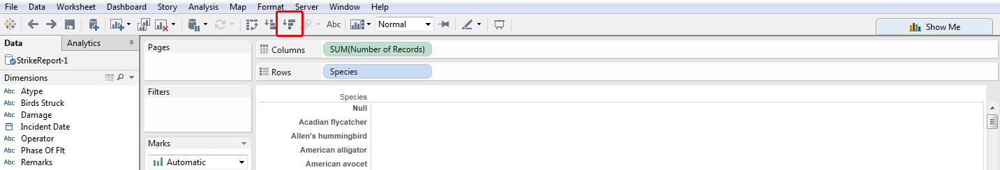 File Data Worksheet Dashboard Story Analysis Map Format Server Window Help
Abc Normal Show Me
Data Analytics
Pages
Columns SUM(Number of Records)
StrikeReport-1
Rows Species
Dimensions
Filters
Abc Atype
Abc Birds Struck
Abc Damage
Incident Date
Abc Operator
Abc Phase Of Flt
Abc Remarks
Marks
Automatic
Species
Null
Acadian flycatcher
Allen's hummingbird
American alligator
American avocet